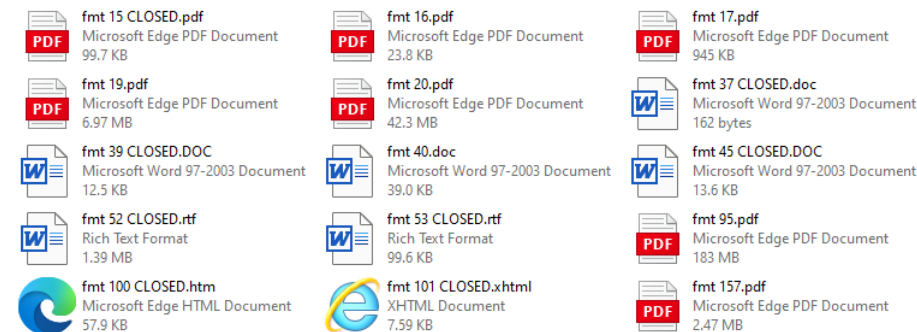 fmt 15 CLOSED.pdf
Microsoft Edge PDF Document
99.7 KB
fmt 16.pdf
Microsoft Edge PDF Document
23.8 KB
fmt 17.pdf
Microsoft Edge PDF Document
945 KB
fmt 19.pdf
Microsoft Edge PDF Document
6.97 MB
fmt 20.pdf
Microsoft Edge PDF Document
42.3 MB
fmt 37 CLOSED.doc
Microsoft Word 97-2003 Document
162 bytes
fmt 39 CLOSED.DOC
Microsoft Word 97-2003 Document
12.5 KB
fmt 40.doc
Microsoft Word 97-2003 Document
39.0 KB
fmt 45 CLOSED.DOC
Microsoft Word 97-2003 Document
13.6 KB
fmt 52 CLOSED.rtf
Rich Text Format
1.39 MB
fmt 53 CLOSED.rtf
Rich Text Format
99.6 KB
fmt 95.pdf
Microsoft Edge PDF Document
183 MB
fmt 100 CLOSED.htm
Microsoft Edge HTML Document
57.9 KB
fmt 101 CLOSED.xhtml
XHTML Document
7.59 KB
fmt 157.pdf
Microsoft Edge PDF Document
2.47 MB